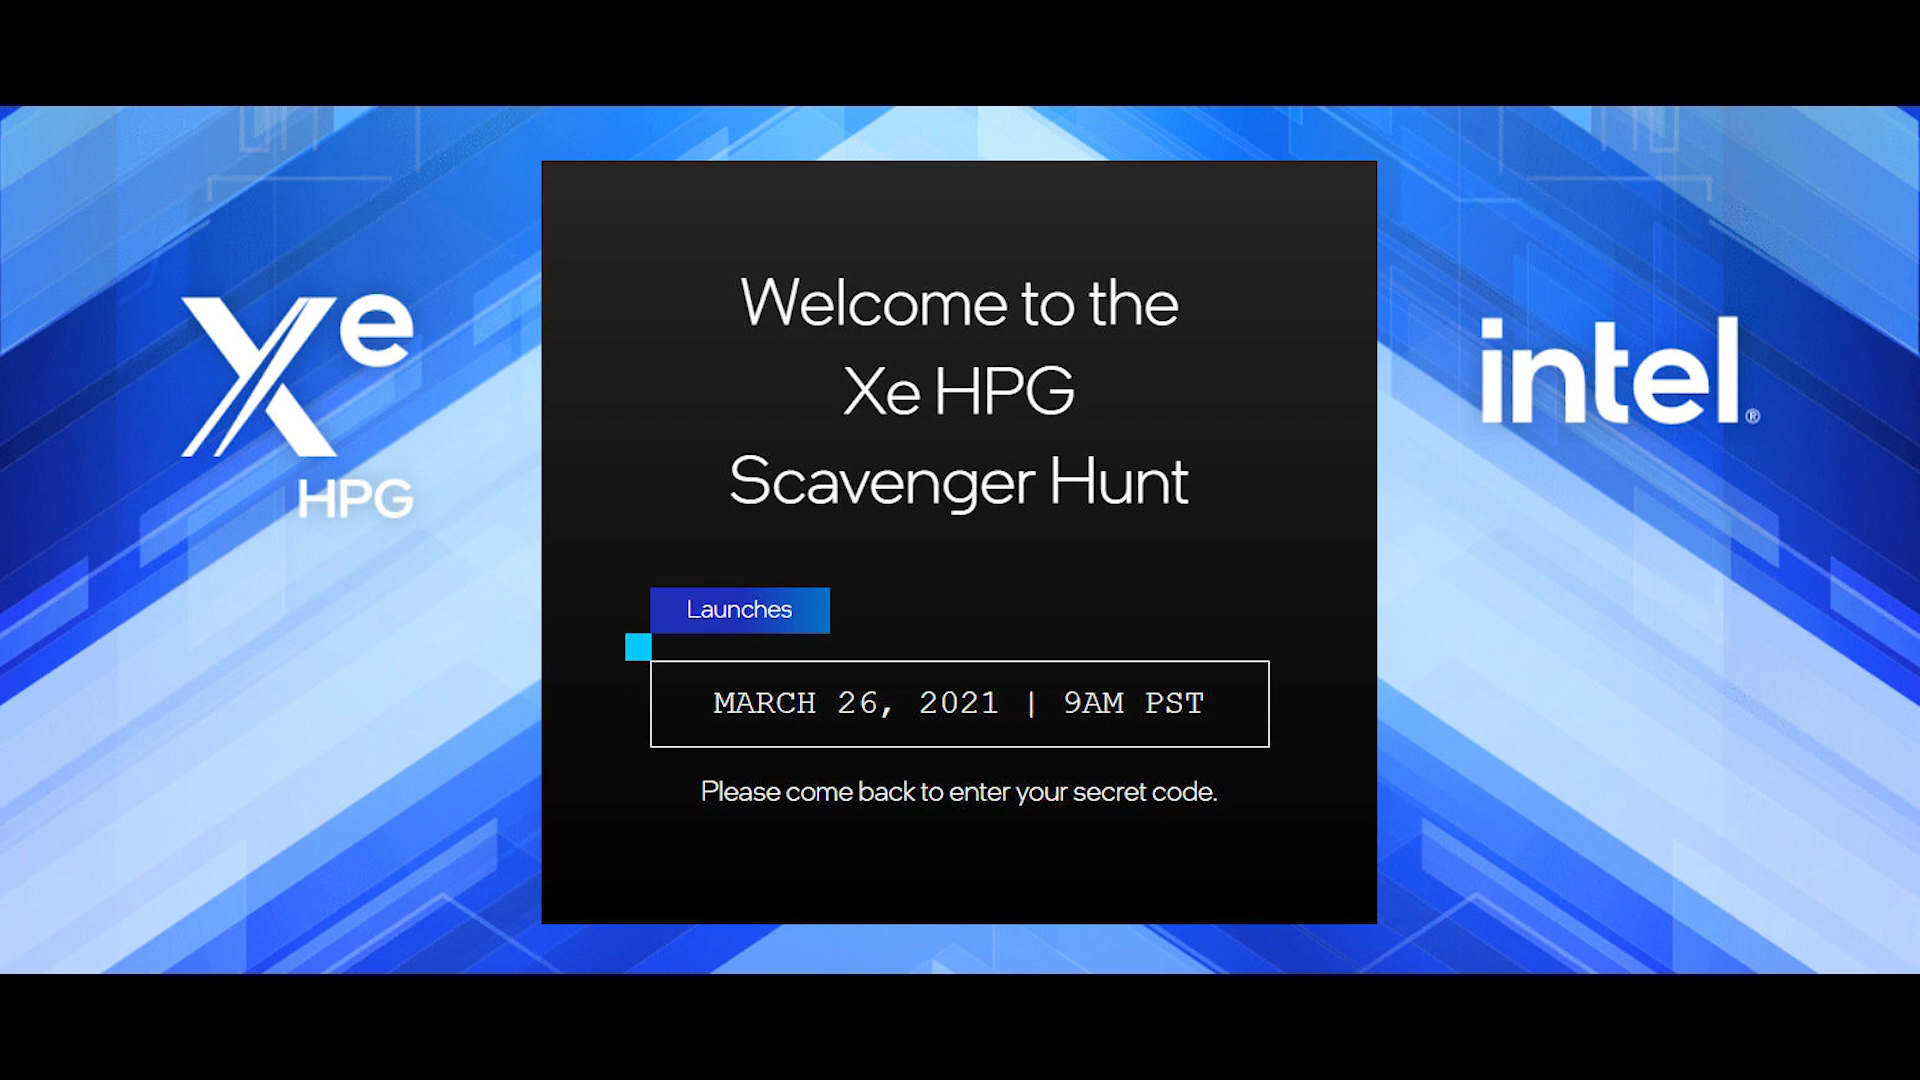 Xe
HPG
Welcome to the
Xe HPG
Scavenger Hunt
Launches
MARCH 26, 2021 | 9AM PST
Please come back to enter your secret code.
intel®